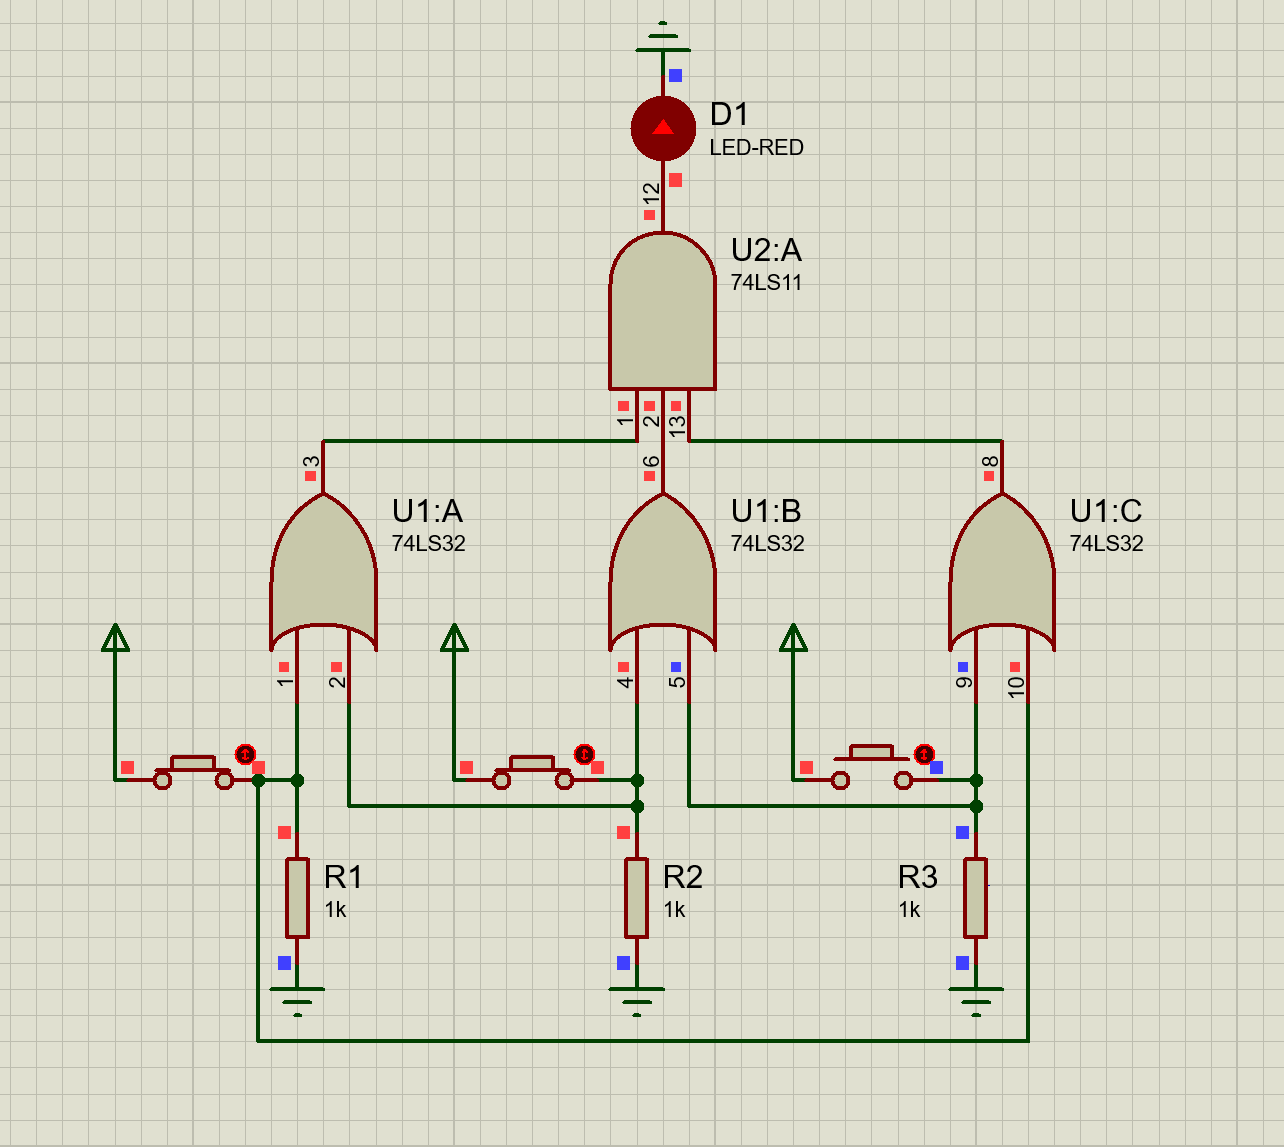 D1
LED-RED
12
U2:A
74LS11
1
2
13
3
6
8
U1:A
74LS32
U1:B
74LS32
U1:C
74LS32
1
2
4
5
9
10
R1
1k
R2
1k
R3
1k